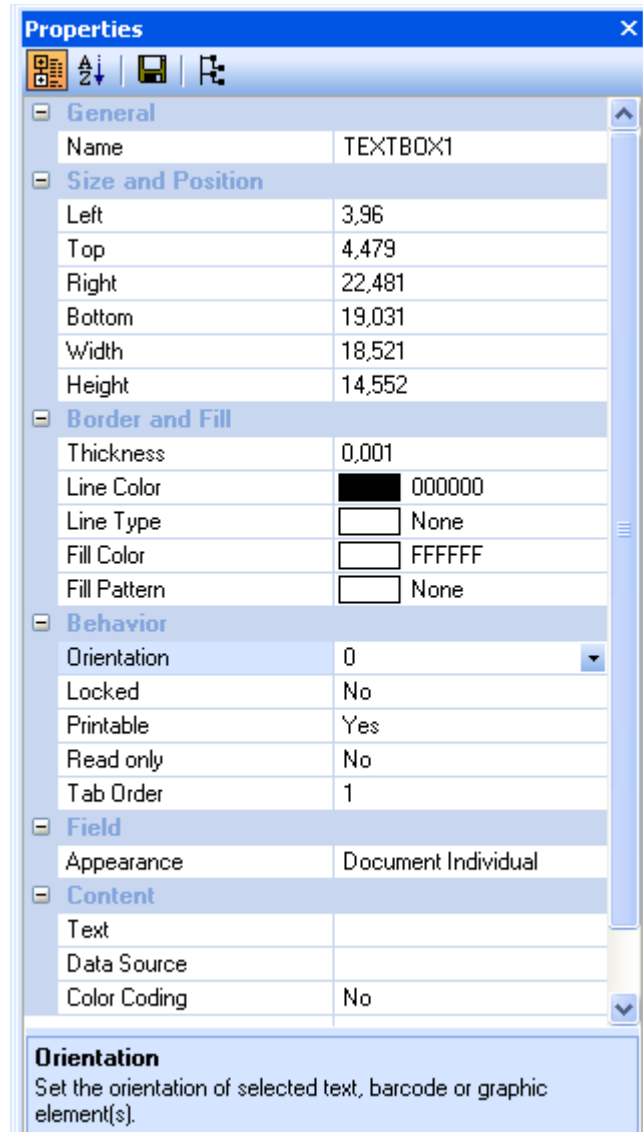 Properties
General
Name TEXTBOX1
Size and Position
Left 3,96
Top 4,479
Right 22,481
Bottom 19,031
Width 18,521
Height 14,552
Border and Fill
Thickness 0,001
Line Color 000000
Line Type None
Fill Color FFFFFF
Fill Pattern None
Behavior
Orientation 0
Locked No
Printable Yes
Read only No
Tab Order 1
Field
Appearance Document Individual
Content
Text
Data Source
Color Coding No
Orientation
Set the orientation of selected text, barcode or graphic
element(s).